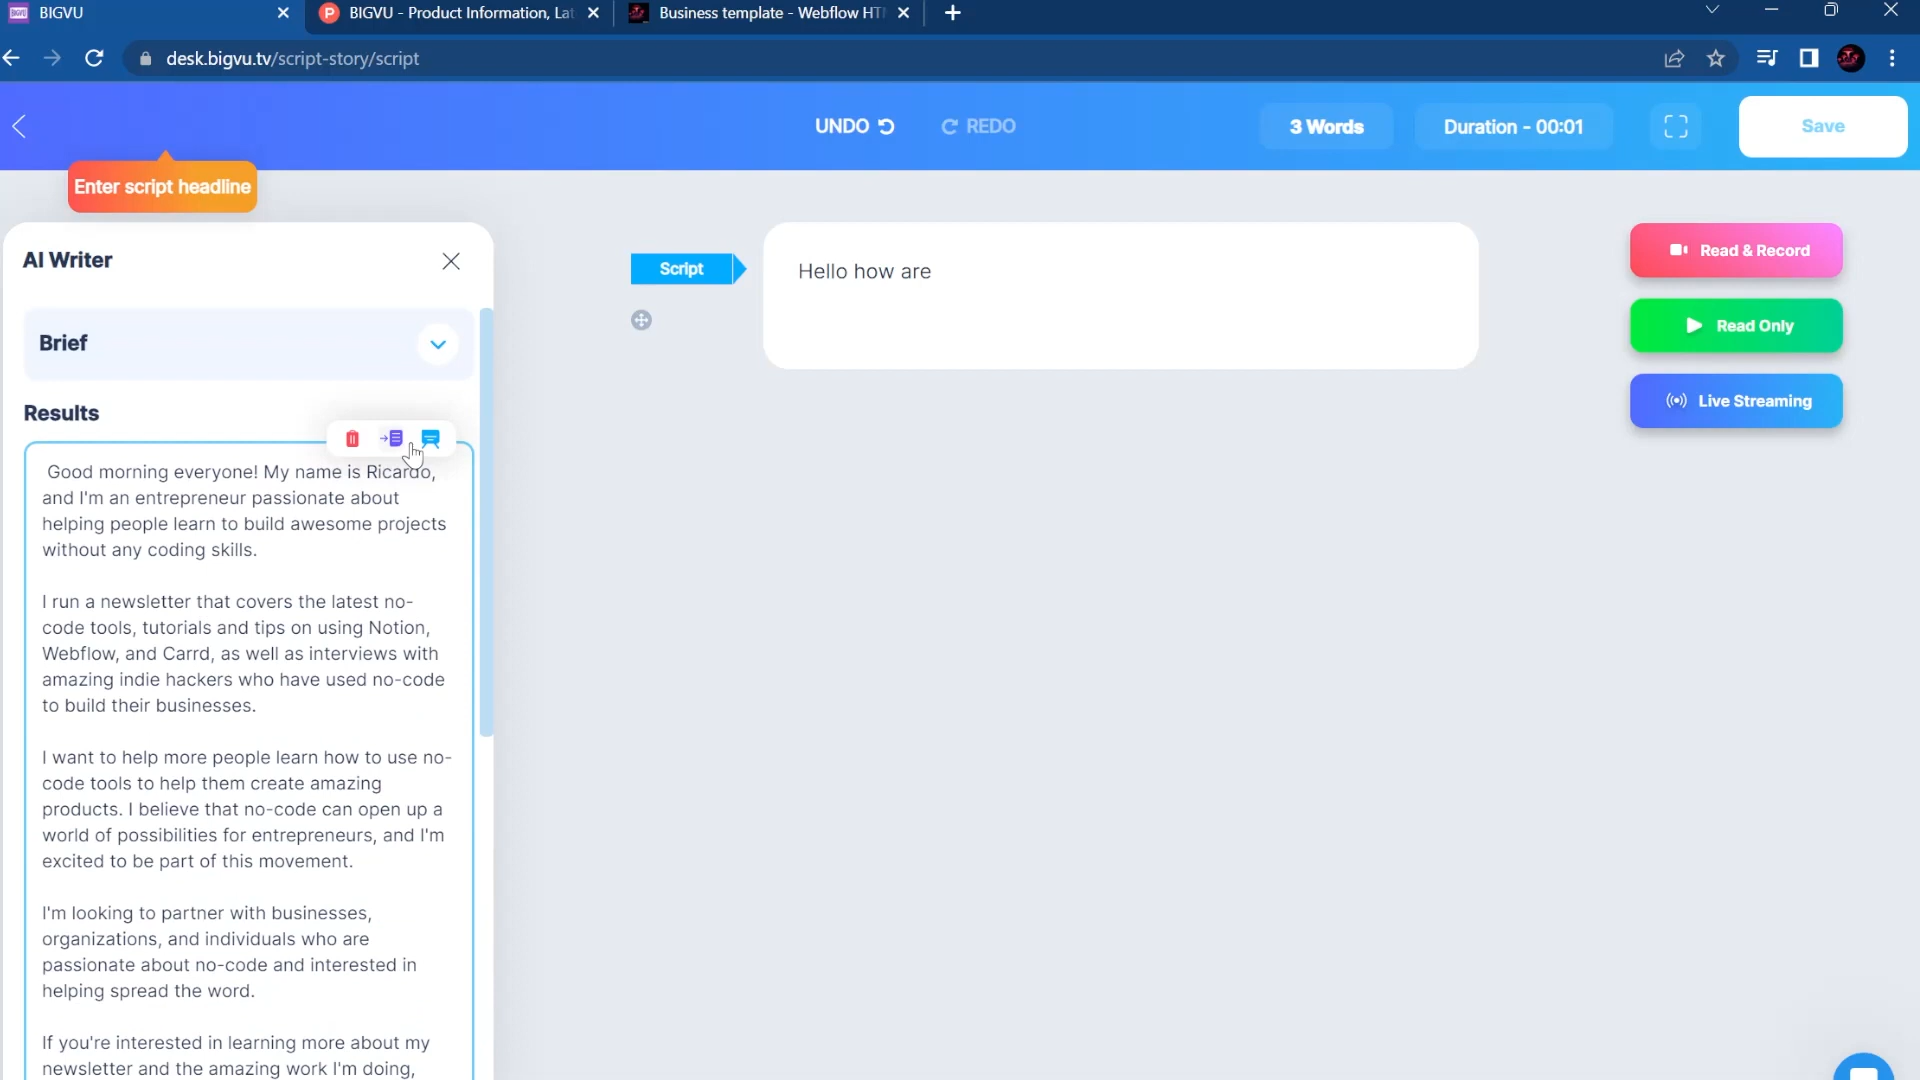 BIGVU
BIGVU - Product Information, Lat
Business template - Webflow HT
desk.bigvu.tv/script-story/script
UNDO
REDO
3 Words
Duration - 00:01
Save
Enter script headline
AI Writer
Brief
Results
Good morning everyone! My name is Ricardo,
and I'm an entrepreneur passionate about
helping people learn to build awesome projects
without any coding skills.
I run a newsletter that covers the latest no-
code tools, tutorials and tips on using Notion,
Webflow, and Carrd, as well as interviews with
amazing indie hackers who have used no-code
to build their businesses.
I want to help more people learn how to use no-
code tools to help them create amazing
products. I believe that no-code can open up a
world of possibilities for entrepreneurs, and I'm
excited to be part of this movement.
I'm looking to partner with businesses,
organizations, and individuals who are
passionate about no-code and interested in
helping spread the word.
If you're interested in learning more about my
newsletter and the amazing work I'm doing,
Script
Hello how are
Read & Record
Read Only
Live Streaming